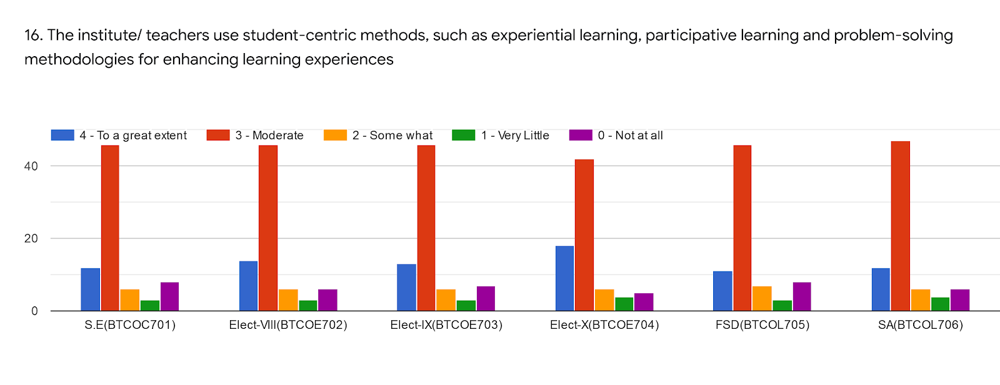 16. The institute/ teachers use student-centric methods, such as experiential learning, participative learning and problem-solving
methodologies for enhancing learning experiences
4 - To a great extent 3 - Moderate 2 - Some what 1 - Very Little 0 - Not at all
40
20
0
S.E(BTCOC701) Elect-VIII(BTCOE702) Elect-IX(BTCOE703) Elect-X(BTCOE704) FSD(BTCOL705) SA(BTCOL706)